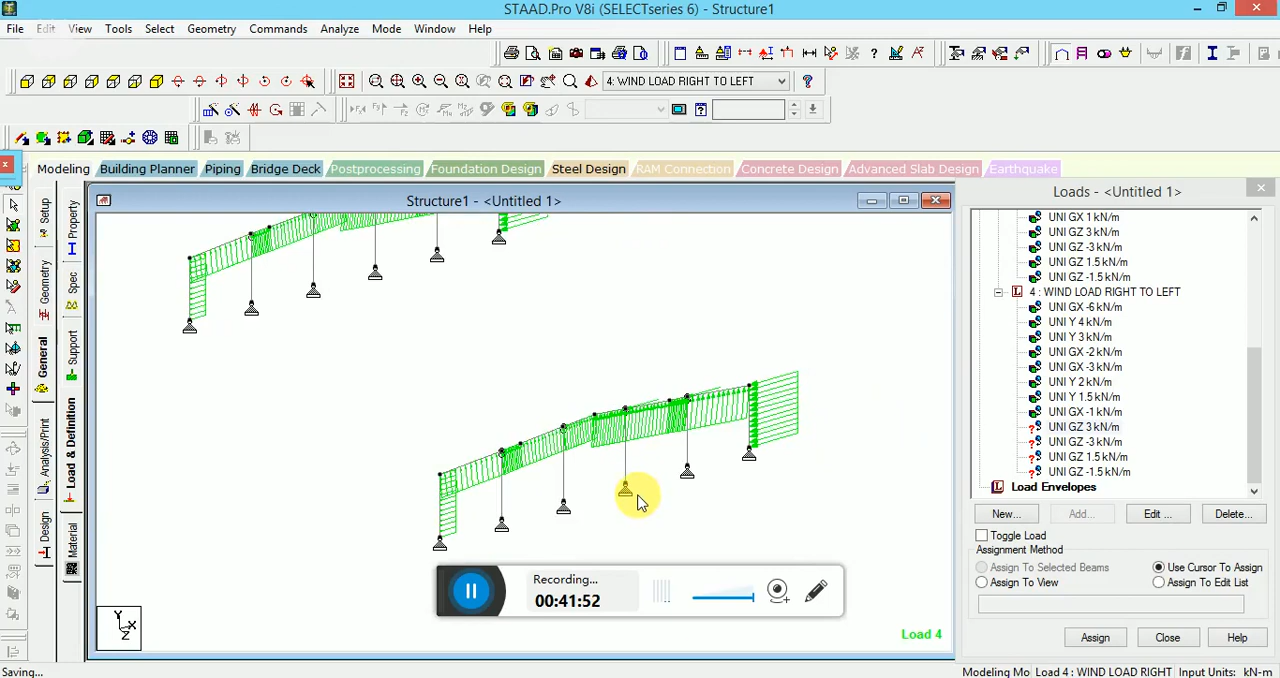 STAAD.Pro V8i (SELECTseries 6) - Structure1
File Edit View Tools Select Geometry Commands Analyze Mode Window Help
4: WIND LOAD RIGHT TO LEFT
Modeling Building Planner Piping Bridge Deck Postprocessing Foundation Design Steel Design RAM Connection Concrete Design Advanced Slab Design Earthquake
Structure1 - <Untitled 1>
Setup
Geometry
General
Analysis/Print
Design
Property
Spec
Support
Load & Definition
Material
Y
X
Z
Load 4
Recording...
00:41:52
Loads - <Untitled 1>
UNI GX 1 kN/m
UNI GZ 3 kN/m
UNI GZ -3 kN/m
UNI GZ 1.5 kN/m
UNI GZ -1.5 kN/m
4 : WIND LOAD RIGHT TO LEFT
UNI GX -6 kN/m
UNI Y 4 kN/m
UNI Y 3 kN/m
UNI GX -2 kN/m
UNI GX -3 kN/m
UNI Y 2 kN/m
UNI Y 1.5 kN/m
UNI GX -1 kN/m
UNI GZ 3 kN/m
UNI GZ -3 kN/m
UNI GZ 1.5 kN/m
UNI GZ -1.5 kN/m
Load Envelopes
New... Add... Edit ... Delete...
Toggle Load
Assignment Method
Assign To Selected Beams Use Cursor To Assign
Assign To View Assign To Edit List
Assign Close Help
Saving... Modeling Mo Load 4 : WIND LOAD RIGHT Input Units: kN-m